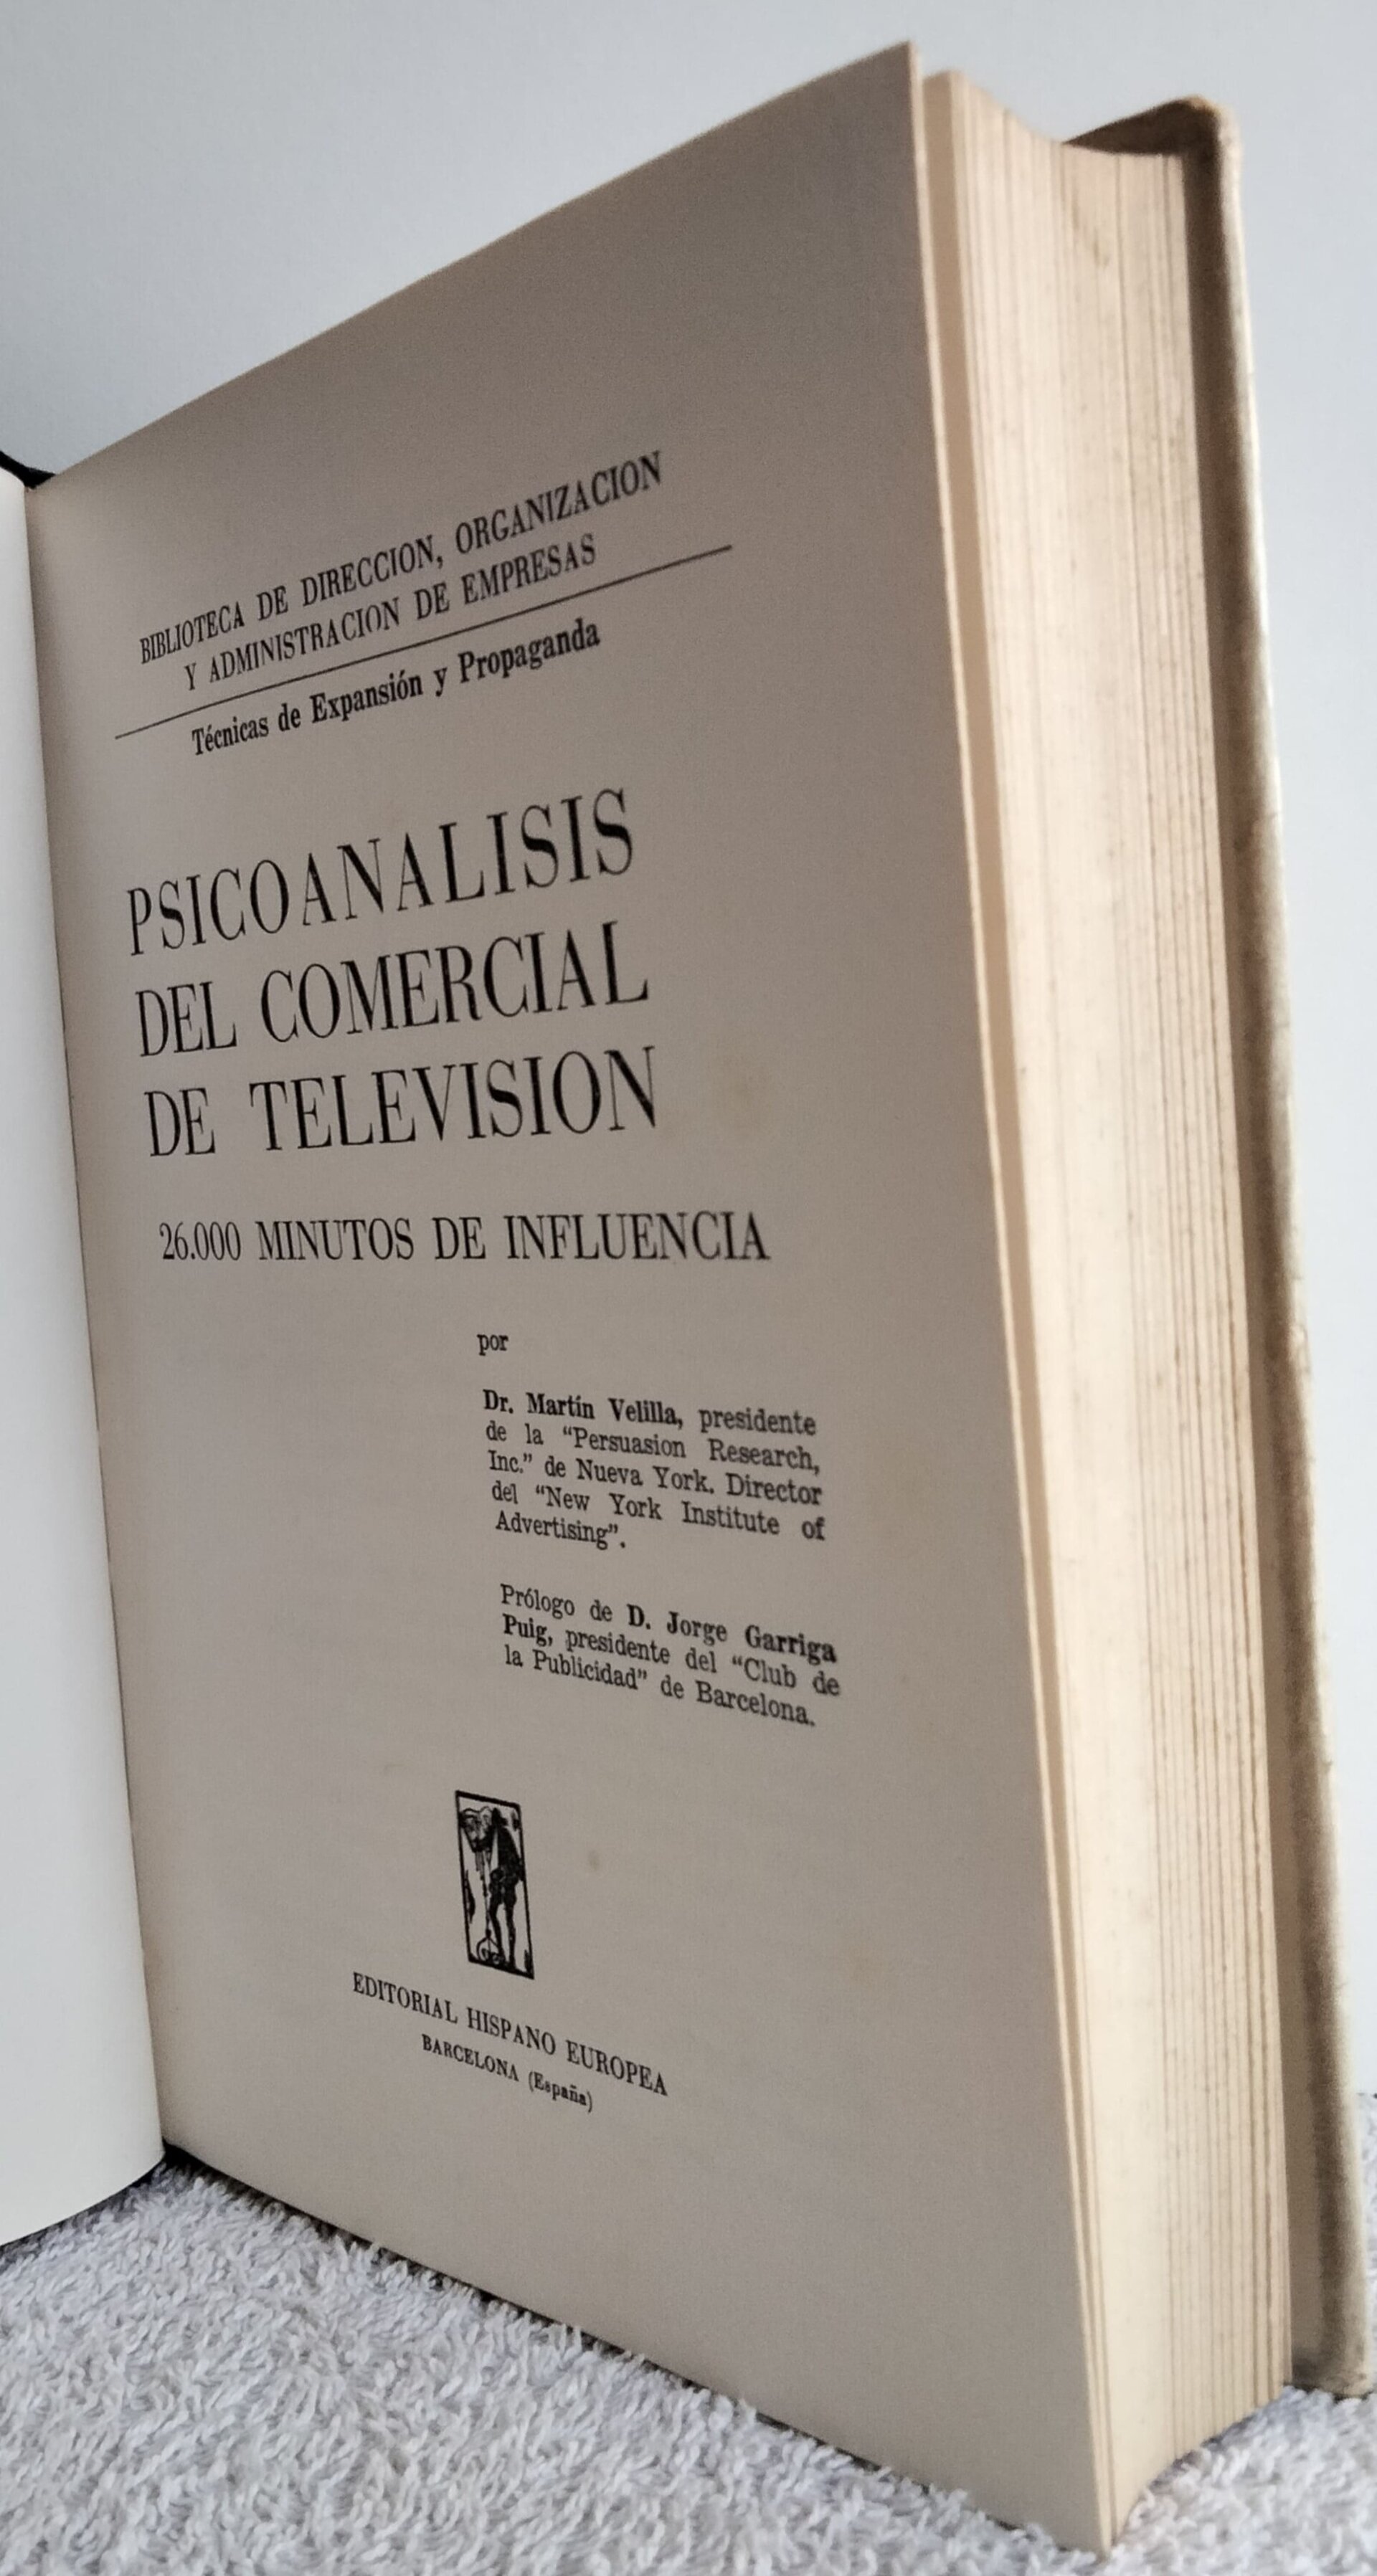 BIBLIOTECA DE DIRECCION, ORGANIZACION
Y ADMINISTRACION DE EMPRESAS
Técnicas de Expansión y Propaganda
PSICOANALISIS
DEL COMERCIAL
DE TELEVISION
26.000 MINUTOS DE INFLUENCIA
por
Dr. Martín Velilla, presidente
de la “Persuasion Research,
Inc.” de Nueva York. Director
del “New York Institute of
Advertising”.
Prólogo de D. Jorge Garriga
Puig, presidente del “Club de
la Publicidad” de Barcelona.
EDITORIAL HISPANO EUROPEA
BARCELONA (España)